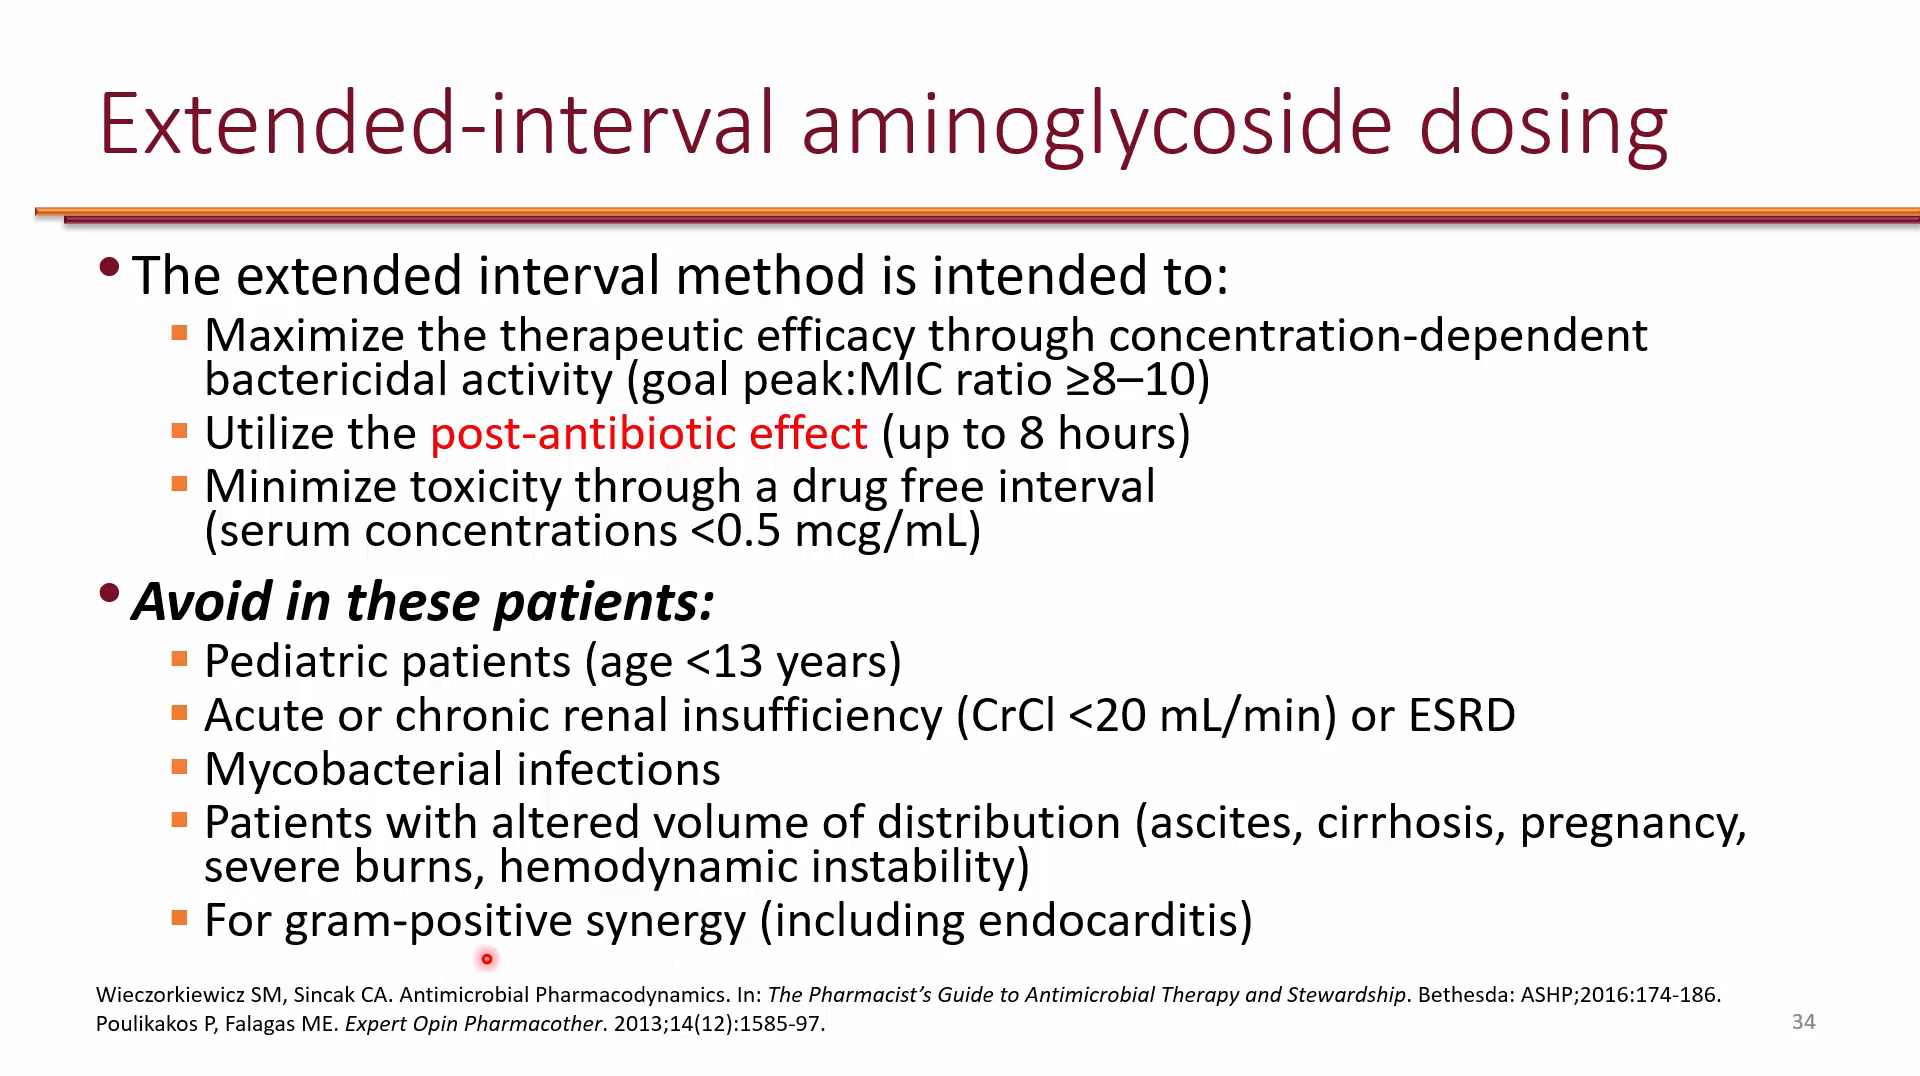 Extended-interval aminoglycoside dosing
• The extended interval method is intended to:
▪ Maximize the therapeutic efficacy through concentration-dependent
bactericidal activity (goal peak:MIC ratio ≥8–10)
▪ Utilize the post-antibiotic effect (up to 8 hours)
▪ Minimize toxicity through a drug free interval
(serum concentrations <0.5 mcg/mL)
• Avoid in these patients:
▪ Pediatric patients (age <13 years)
▪ Acute or chronic renal insufficiency (CrCl <20 mL/min) or ESRD
▪ Mycobacterial infections
▪ Patients with altered volume of distribution (ascites, cirrhosis, pregnancy,
severe burns, hemodynamic instability)
▪ For gram-positive synergy (including endocarditis)
Wieczorkiewicz SM, Sincak CA. Antimicrobial Pharmacodynamics. In: The Pharmacist’s Guide to Antimicrobial Therapy and Stewardship. Bethesda: ASHP;2016:174-186.
Poulikakos P, Falagas ME. Expert Opin Pharmacother. 2013;14(12):1585-97.
34